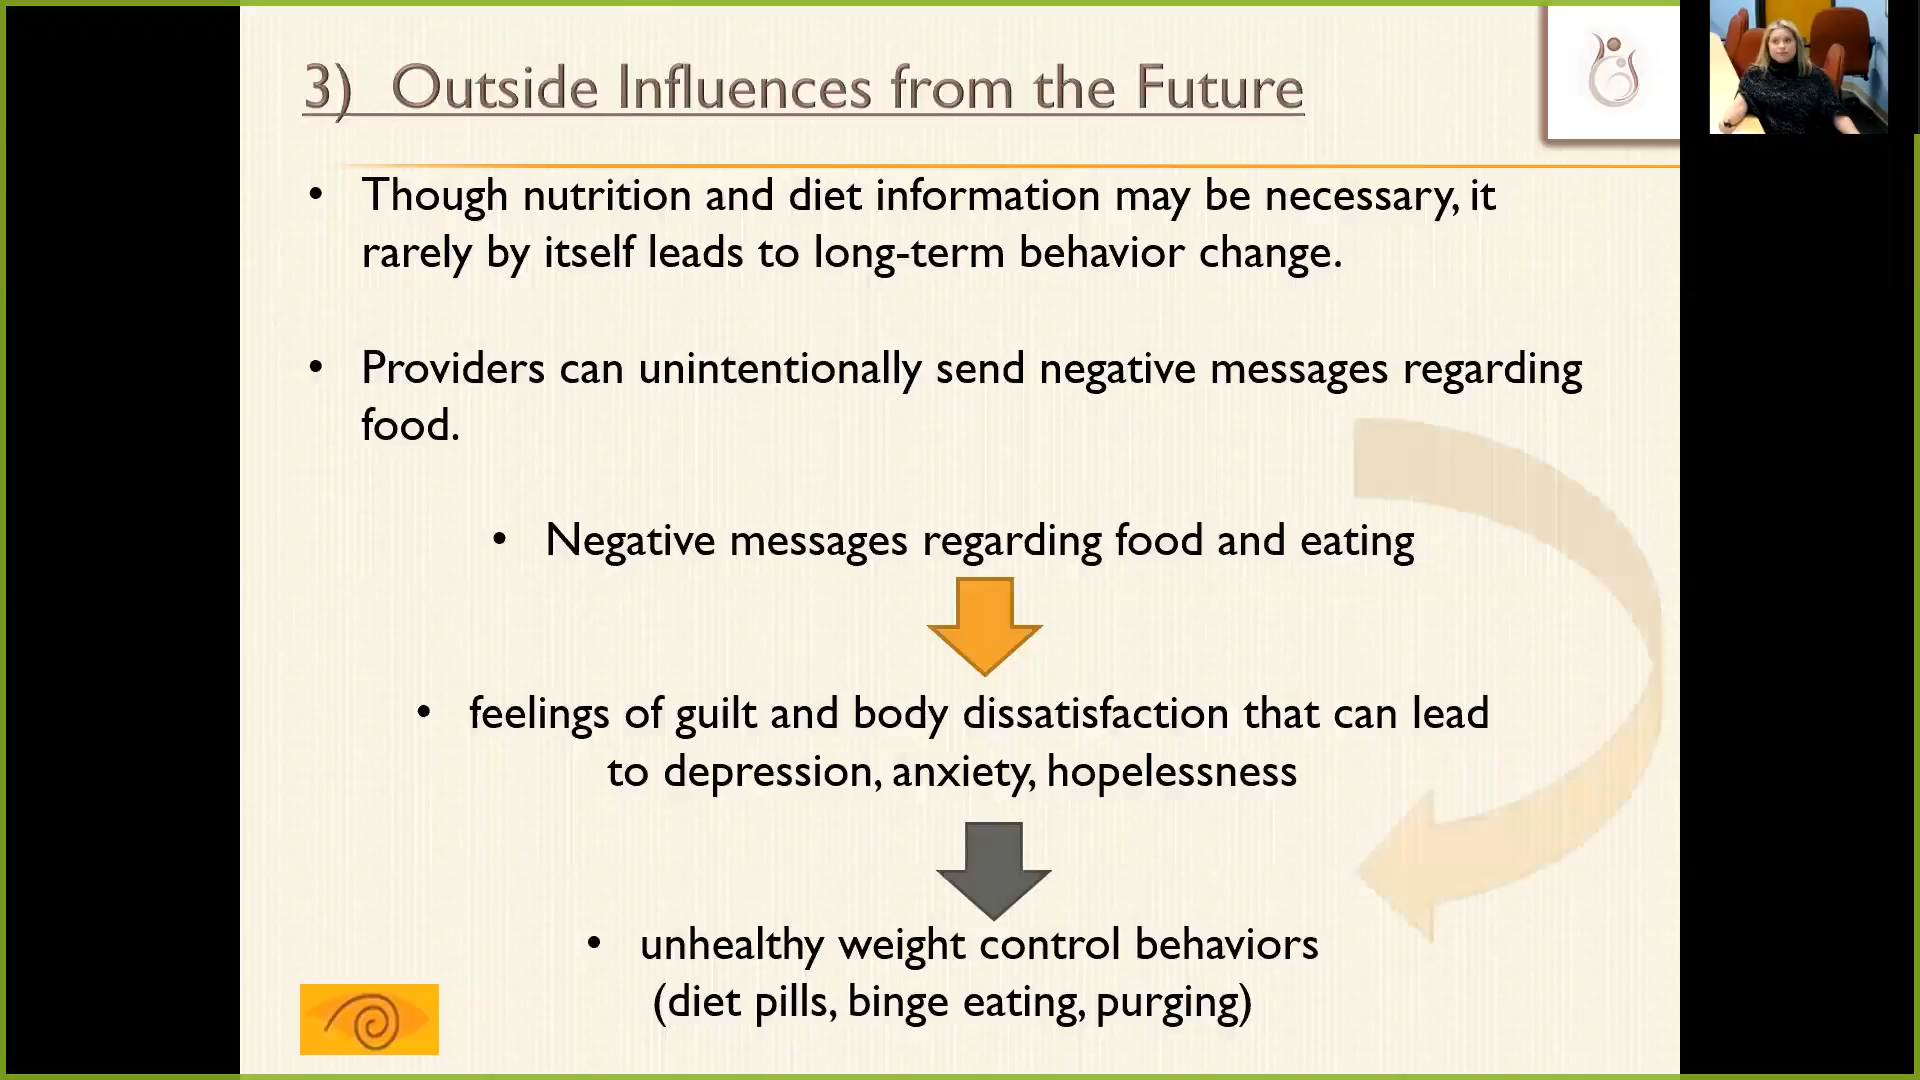 3) Outside Influences from the Future
• Though nutrition and diet information may be necessary, it
rarely by itself leads to long-term behavior change.
• Providers can unintentionally send negative messages regarding
food.
• Negative messages regarding food and eating
• feelings of guilt and body dissatisfaction that can lead
to depression, anxiety, hopelessness
• unhealthy weight control behaviors
(diet pills, binge eating, purging)